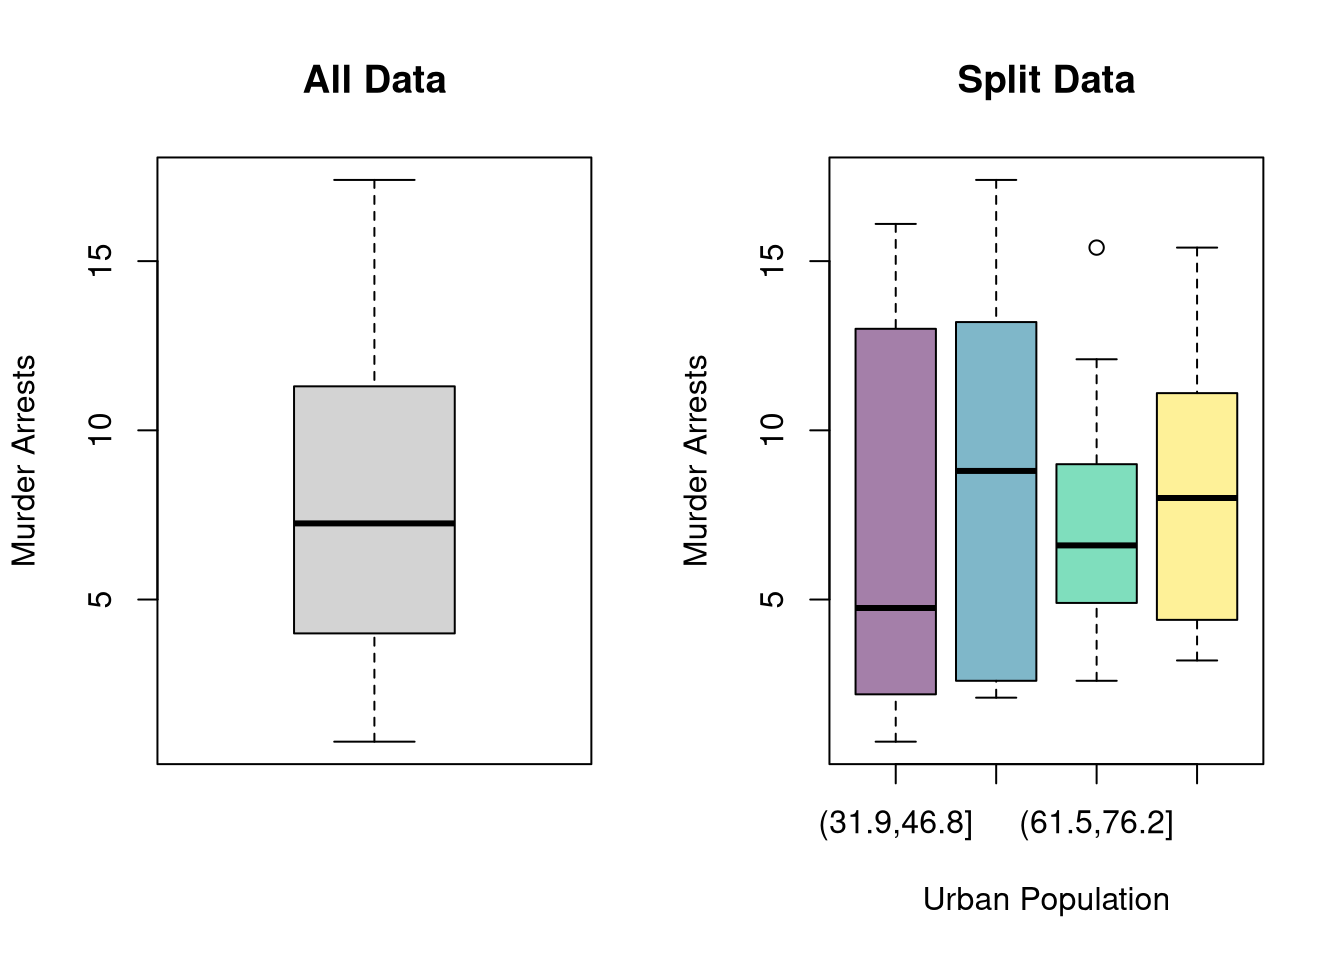 All Data
Murder Arrests
15
10
5
Split Data
Murder Arrests
15
10
5
(31.9,46.8]
(61.5,76.2]
Urban Population